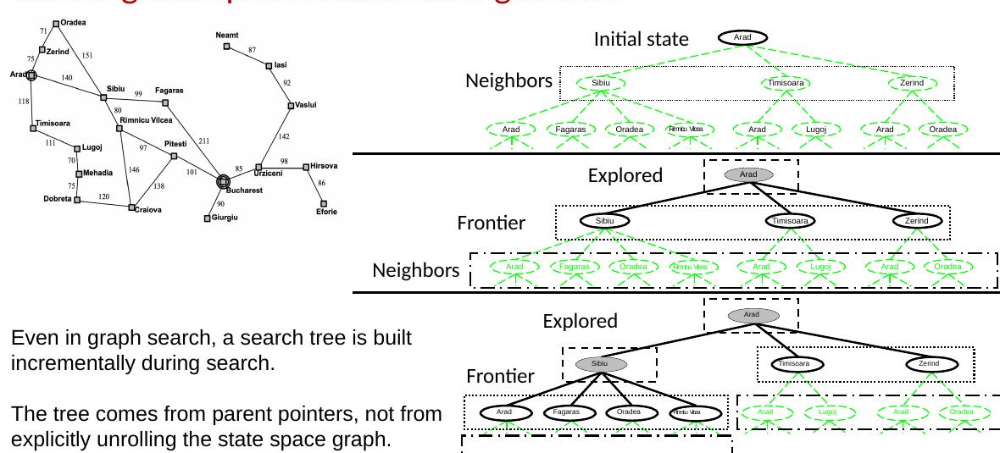 Oradea
71
Zerind
75
151
Arad
140
118
Sibiu
99
Fagaras
80
Rimnicu Vilcea
Timisoara
111
Lugoj
97
Pitesti
211
70
Mehadia
146
101
138
75
Dobreta
120
Craiova
Neamt
87
Iasi
92
Vaslui
142
98
Hirsova
85
Urziceni
86
Bucharest
90
Giurgiu
Eforie
Initial state
Arad
Neighbors
Sibiu Timisoara Zerind
Arad Fagaras Oradea Rimnicu Vilcea Arad Lugoj Arad Oradea
Explored
Arad
Frontier
Sibiu Timisoara Zerind
Neighbors
Arad Fagaras Oradea Rimnicu Vilcea Arad Lugoj Arad Oradea
Explored
Arad
Sibiu Timisoara Zerind
Frontier
Arad Fagaras Oradea Rimnicu Vilcea Arad Lugoj Arad Oradea
Even in graph search, a search tree is built
incrementally during search.
The tree comes from parent pointers, not from
explicitly unrolling the state space graph.